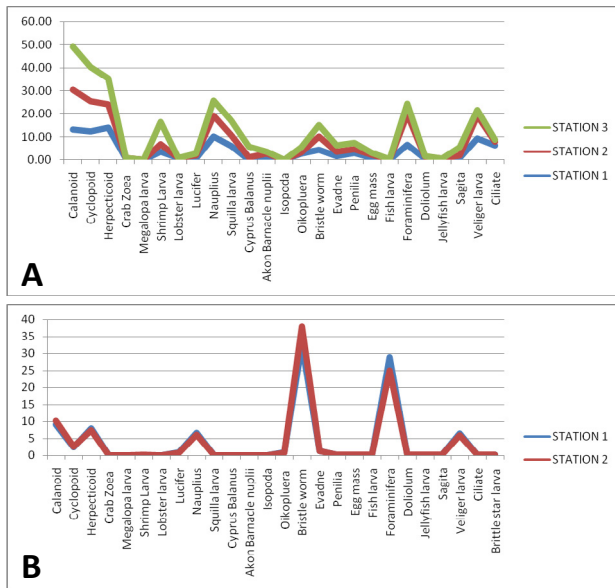 60.00
50.00
40.00
30.00
20.00
10.00
0.00
Calanoid
Cyclopoid
Herpecticoid
Crab Zoea
Megalopa larva
Shrimp Larva
Lobster larva
Lucifer
Nauplius
Squilla larva
Cyprus Balanus
Akon Barnacle nuplii
Isopoda
Oikopluera
Bristle worm
Evadne
Penilia
Egg mass
Fish larva
Foraminifera
Doliolum
Jellyfish larva
Sagita
Veliger larva
Ciliate
STATION 3
STATION 2
STATION 1
A
40
35
30
25
20
15
10
5
0
Calanoid
Cyclopoid
Herpecticoid
Crab Zoea
Megalopa larva
Shrimp Larva
Lobster larva
Lucifer
Nauplius
Squilla larva
Cyprus Balanus
Akon Barnacle nuplii
Isopoda
Oikopluera
Bristle worm
Evadne
Penilia
Egg mass
Fish larva
Foraminifera
Doliolum
Jellyfish larva
Sagita
Veliger larva
Ciliate
Brittle star larva
STATION 1
STATION 2
B